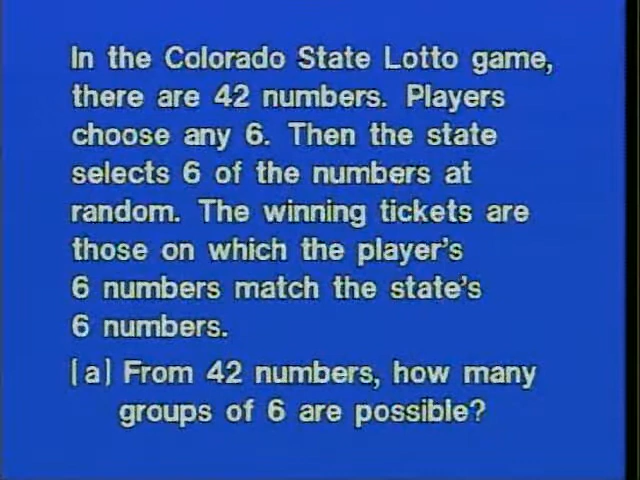 In the Colorado State Lotto game,
there are 42 numbers. Players
choose any 6. Then the state
selects 6 of the numbers at
random. The winning tickets are
those on which the player's
6 numbers match the state's
6 numbers.
[a] From 42 numbers, how many
groups of 6 are possible?